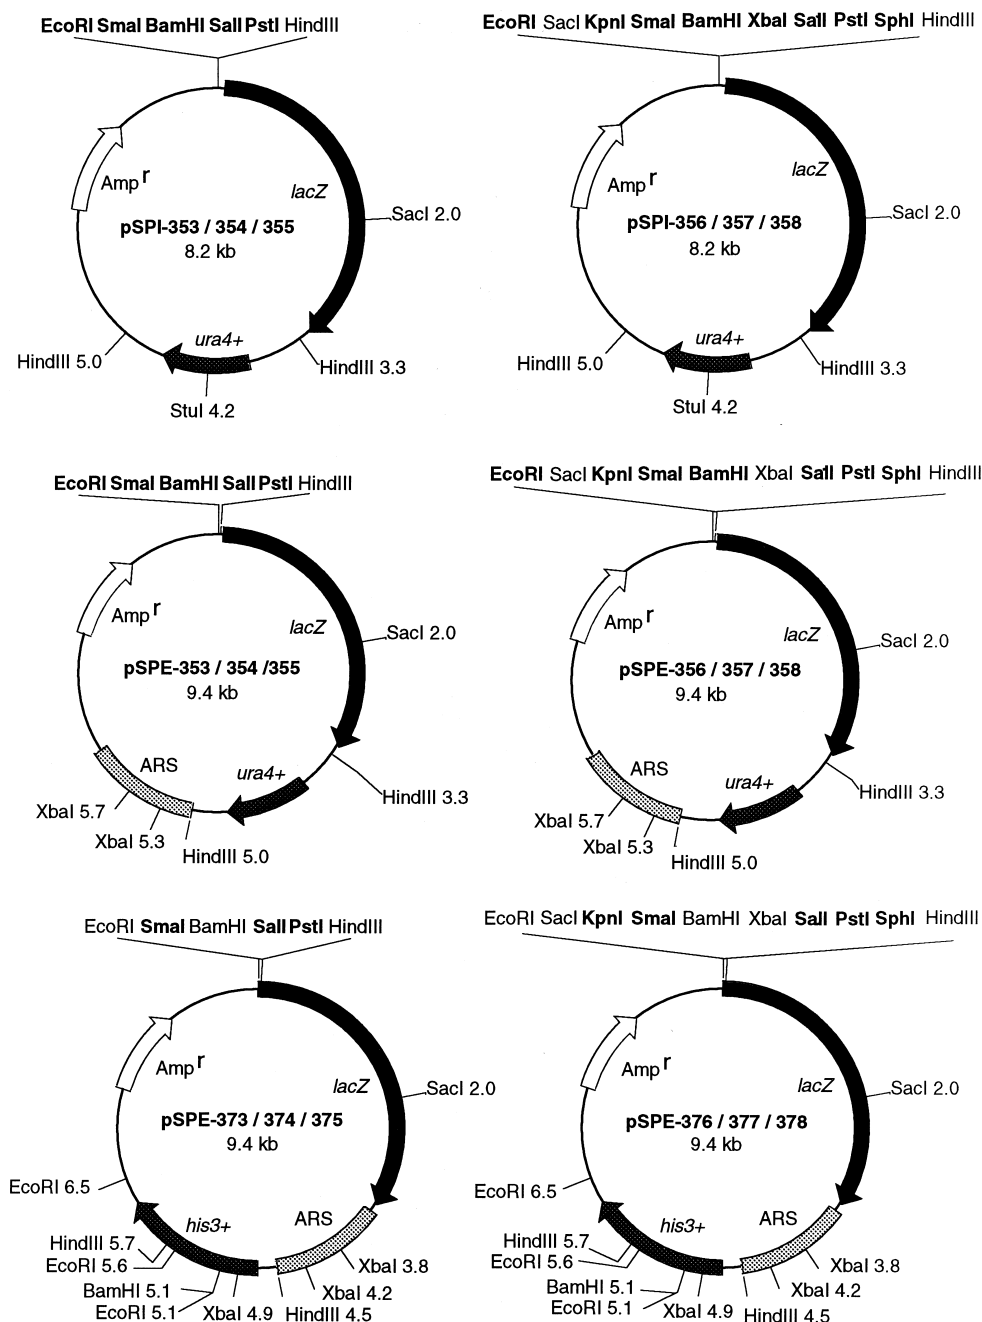 EcoRI SmaI BamHI SalI PstI HindIII
Amp r
lacZ
SacI 2.0
pSPI-353 / 354 / 355
8.2 kb
ura4+
HindIII 5.0
HindIII 3.3
StuI 4.2
EcoRI SacI KpnI SmaI BamHI XbaI SalI PstI SphI HindIII
Amp r
lacZ
SacI 2.0
pSPI-356 / 357 / 358
8.2 kb
ura4+
HindIII 5.0
HindIII 3.3
StuI 4.2
EcoRI SmaI BamHI SalI PstI HindIII
Amp r
lacZ
SacI 2.0
pSPE-353 / 354 /355
9.4 kb
ARS
ura4+
XbaI 5.7
HindIII 3.3
XbaI 5.3
HindIII 5.0
EcoRI SacI KpnI SmaI BamHI XbaI SalI PstI SphI HindIII
Amp r
lacZ
SacI 2.0
pSPE-356 / 357 / 358
9.4 kb
ARS
ura4+
XbaI 5.7
HindIII 3.3
XbaI 5.3
HindIII 5.0
EcoRI SmaI BamHI SalI PstI HindIII
Amp r
lacZ
SacI 2.0
pSPE-373 / 374 / 375
9.4 kb
EcoRI 6.5
his3+
ARS
HindIII 5.7
EcoRI 5.6
XbaI 3.8
BamHI 5.1
XbaI 4.2
EcoRI 5.1
XbaI 4.9
HindIII 4.5
EcoRI SacI KpnI SmaI BamHI XbaI SalI PstI SphI HindIII
Amp r
lacZ
SacI 2.0
pSPE-376 / 377 / 378
9.4 kb
EcoRI 6.5
his3+
ARS
HindIII 5.7
EcoRI 5.6
XbaI 3.8
BamHI 5.1
XbaI 4.2
EcoRI 5.1
XbaI 4.9
HindIII 4.5